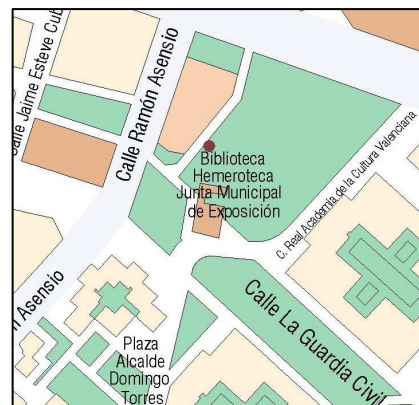 Calle Jaime Esteve Cub
Calle Ramón Asensio
Biblioteca
Hemeroteca
Junta Municipal
de Exposición
C. Real Academia de la Cultura Valenciana
n Asensio
Calle La Guardia Civil
Plaza
Alcalde
Domingo
Torres